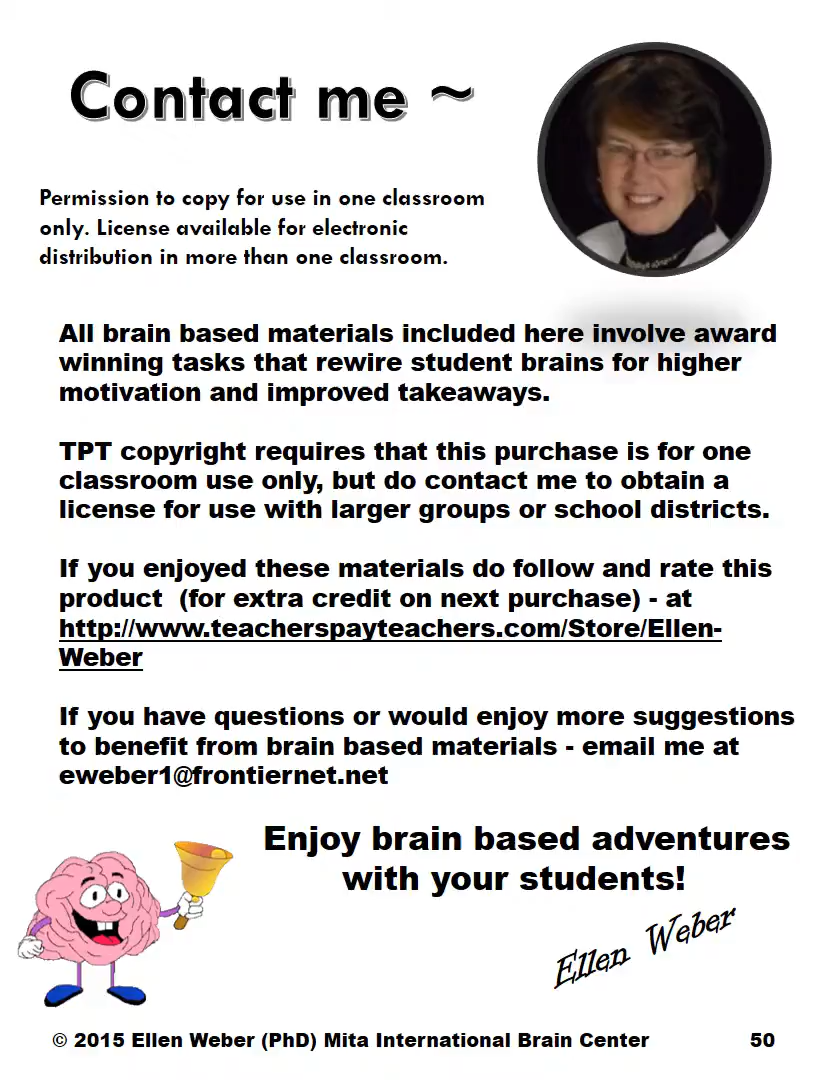 Contact me ~
Permission to copy for use in one classroom
only. License available for electronic
distribution in more than one classroom.
All brain based materials included here involve award
winning tasks that rewire student brains for higher
motivation and improved takeaways.
TPT copyright requires that this purchase is for one
classroom use only, but do contact me to obtain a
license for use with larger groups or school districts.
If you enjoyed these materials do follow and rate this
product  (for extra credit on next purchase) - at
http://www.teacherspayteachers.com/Store/Ellen-
Weber
If you have questions or would enjoy more suggestions
to benefit from brain based materials - email me at
eweber1@frontiernet.net
Enjoy brain based adventures
with your students!
Ellen Weber
© 2015 Ellen Weber (PhD) Mita International Brain Center 50